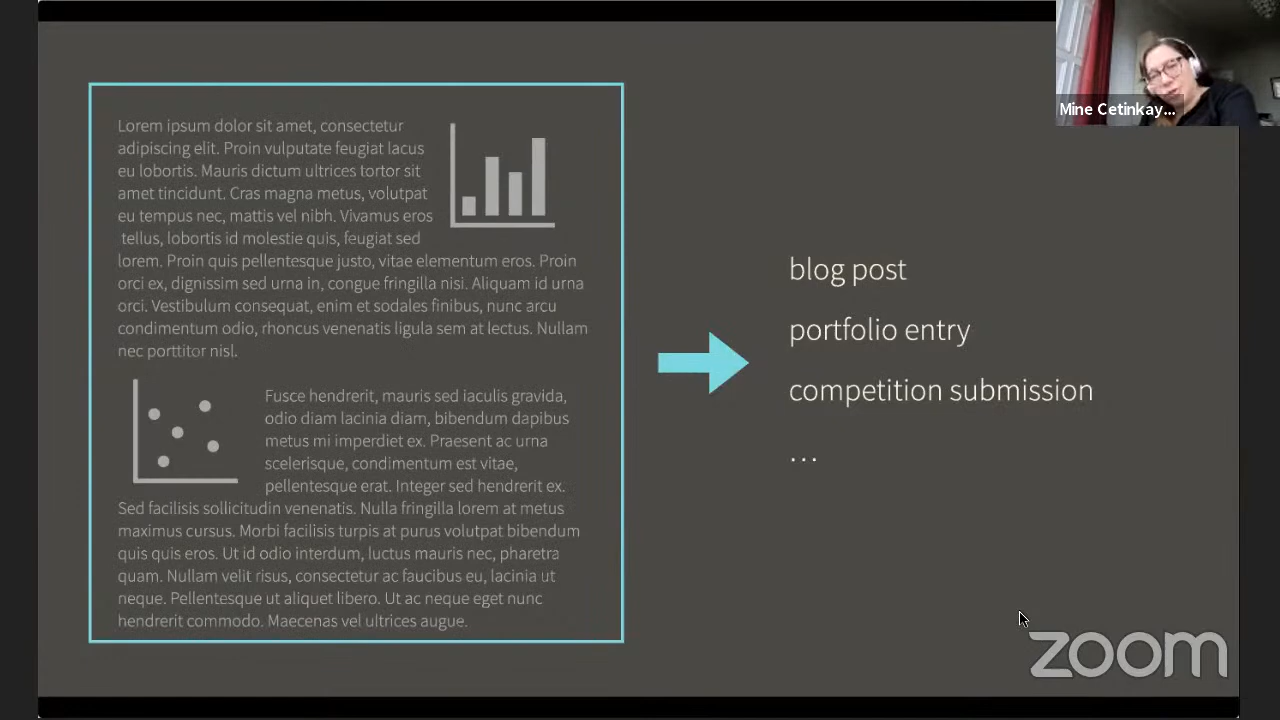 Mine Cetinkay...
Lorem ipsum dolor sit amet, consectetur
adipiscing elit. Proin vulputate feugiat lacus
eu lobortis. Mauris dictum ultrices tortor sit
amet tincidunt. Cras magna metus, volutpat
eu tempus nec, mattis vel nibh. Vivamus eros
tellus, lobortis id molestie quis, feugiat sed
lorem. Proin quis pellentesque justo, vitae elementum eros. Proin
orci ex, dignissim sed urna in, congue fringilla nisi. Aliquam id urna
orci. Vestibulum consequat, enim et sodales finibus, nunc arcu
condimentum odio, rhoncus venenatis ligula sem at lectus. Nullam
nec porttitor nisl.
Fusce hendrerit, mauris sed iaculis gravida,
odio diam lacinia diam, bibendum dapibus
metus mi imperdiet ex. Praesent ac urna
scelerisque, condimentum est vitae,
pellentesque erat. Integer sed hendrerit ex.
Sed facilisis sollicitudin venenatis. Nulla fringilla lorem at metus
maximus cursus. Morbi facilisis turpis at purus volutpat bibendum
quis quis eros. Ut id odio interdum, luctus mauris nec, pharetra
quam. Nullam velit risus, consectetur ac faucibus eu, lacinia ut
neque. Pellentesque ut aliquet libero. Ut ac neque eget nunc
hendrerit commodo. Maecenas vel ultrices augue.
blog post
portfolio entry
competition submission
...
zoom